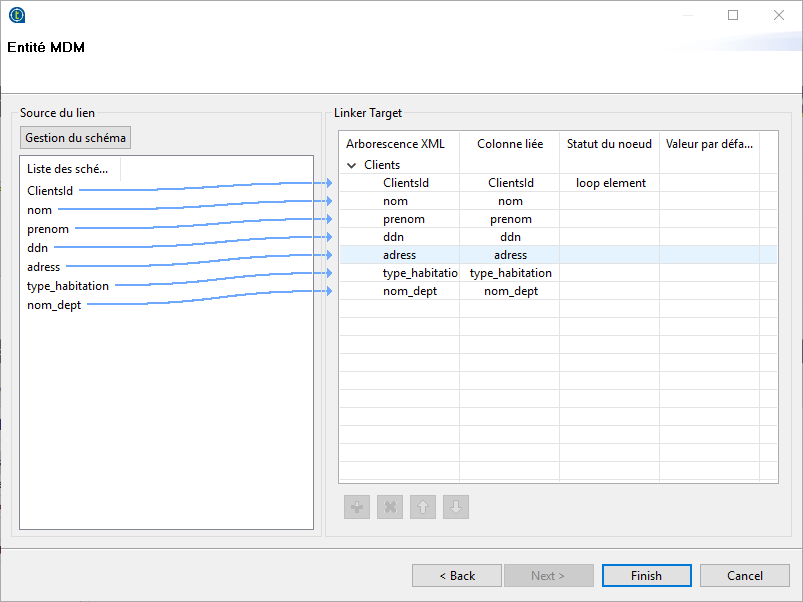 Entité MDM
Source du lien
Gestion du schéma
Liste des sché...
ClientsId
nom
prenom
ddn
adress
type_habitation
nom_dept
Linker Target
Arborescence XML Colonne liée Statut du noeud Valeur par défa...
Clients
ClientsId ClientsId loop element
nom nom
prenom prenom
ddn ddn
adress adress
type_habitatio type_habitation
nom_dept nom_dept
< Back Next > Finish Cancel